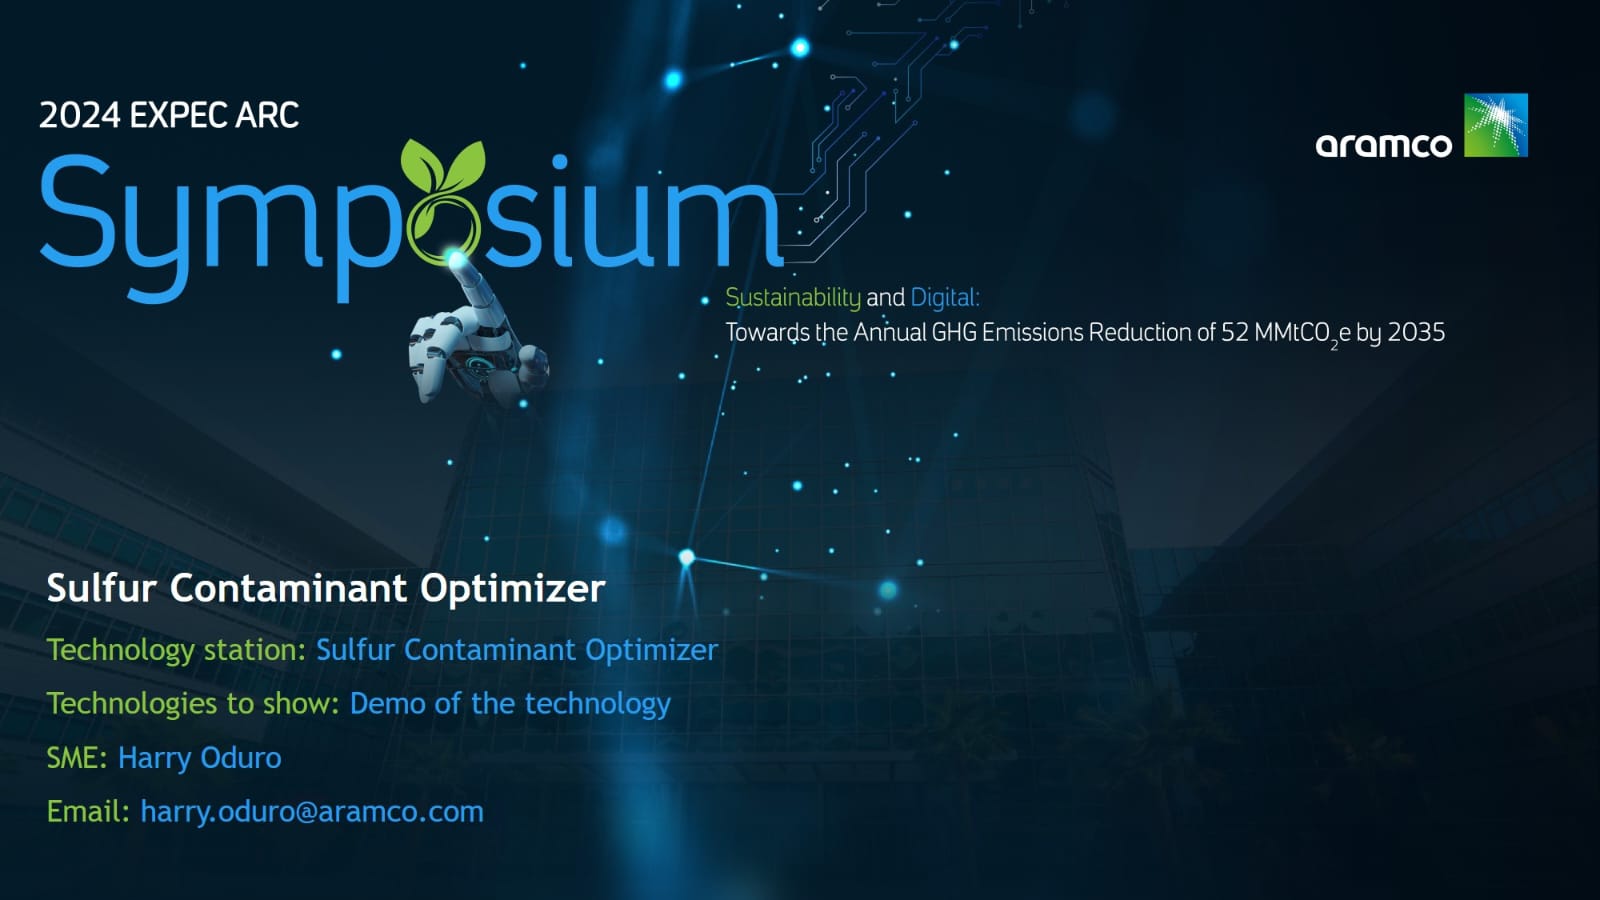 2024 EXPEC ARC
Symposium
aramco
Sustainability and Digital:
Towards the Annual GHG Emissions Reduction of 52 MMtCO₂e by 2035
Sulfur Contaminant Optimizer
Technology station: Sulfur Contaminant Optimizer
Technologies to show: Demo of the technology
SME: Harry Oduro
Email: harry.oduro@aramco.com